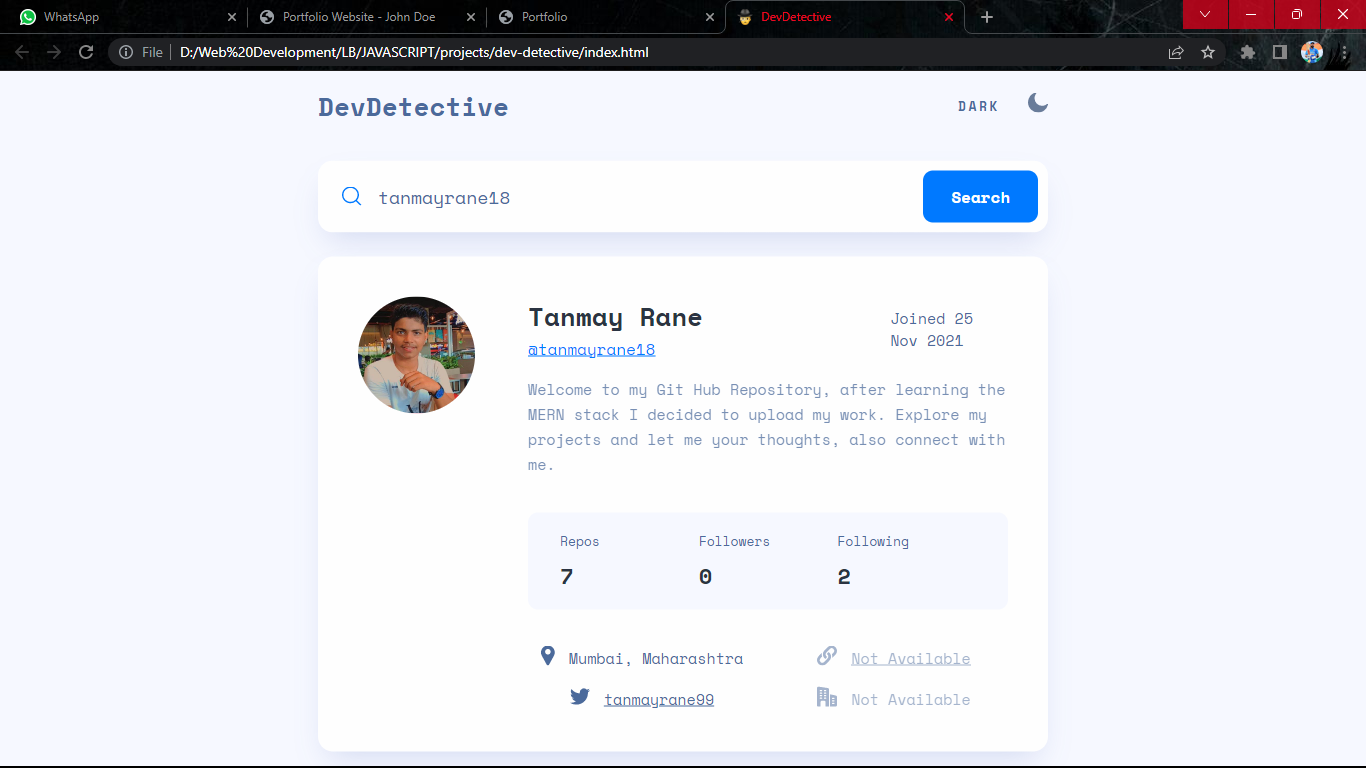 WhatsApp
Portfolio Website - John Doe
Portfolio
DevDetective
File
D:/Web%20Development/LB/JAVASCRIPT/projects/dev-detective/index.html
DevDetective
DARK
tanmayrane18
Search
Tanmay Rane
Joined 25
Nov 2021
@tanmayrane18
Welcome to my Git Hub Repository, after learning the
MERN stack I decided to upload my work. Explore my
projects and let me your thoughts, also connect with
me.
Repos
Followers
Following
7
0
2
Mumbai, Maharashtra
Not Available
tanmayrane99
Not Available